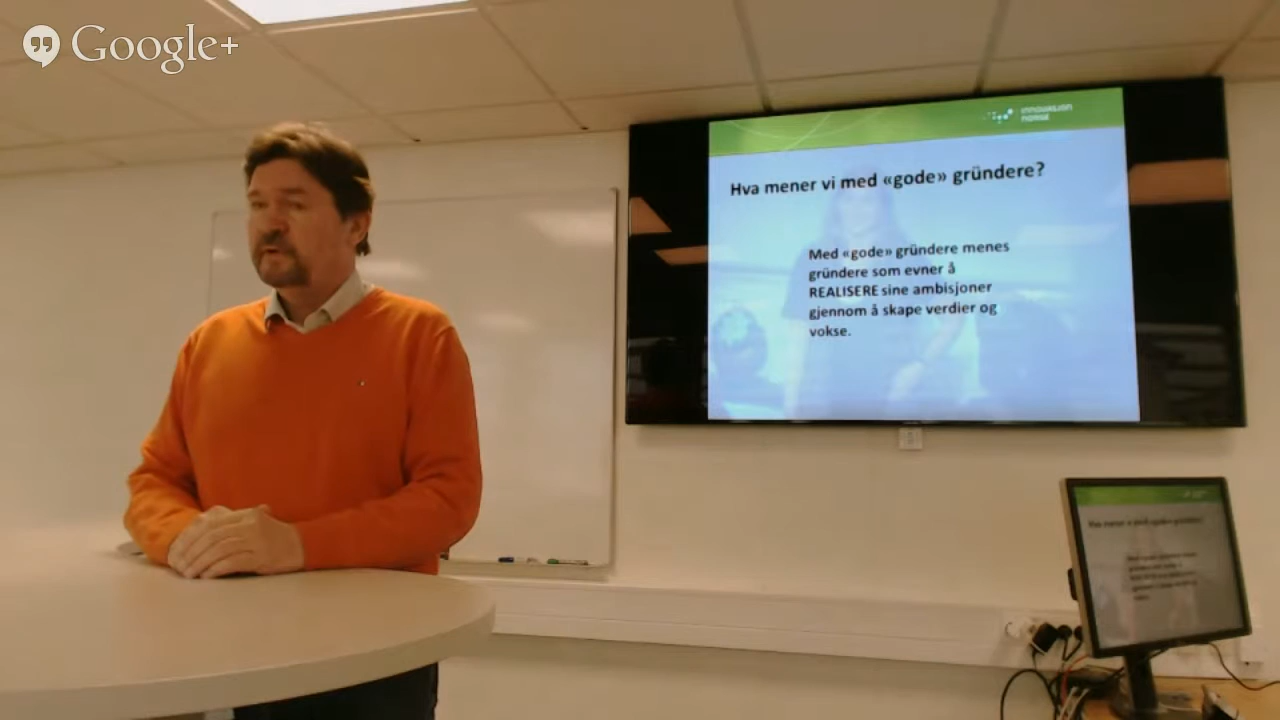 Google+
innovasjon
norge
Hva mener vi med «gode» gründere?
Med «gode» gründere menes
gründere som evner å
REALISERE sine ambisjoner
gjennom å skape verdier og
vokse.